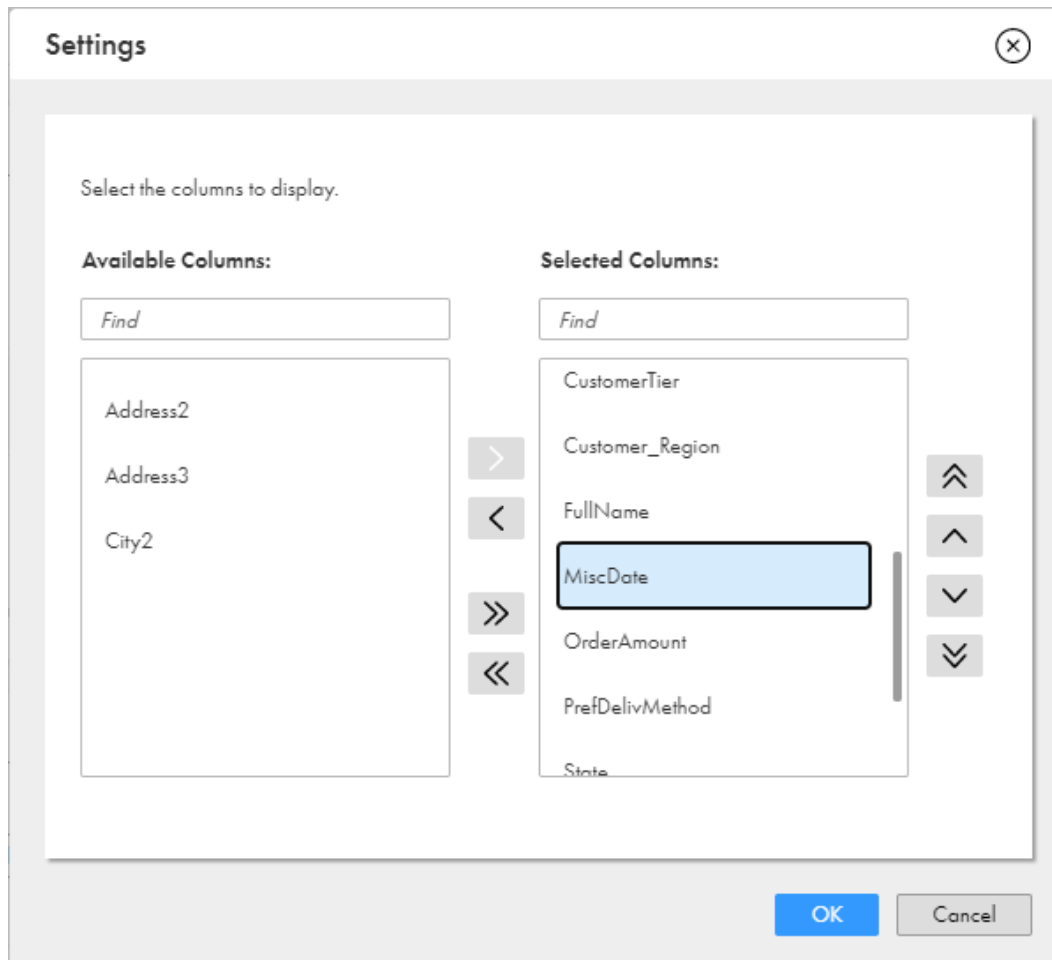 Settings
Select the columns to display.
Available Columns:
Selected Columns:
Find
Find
Address2
Address3
City2
CustomerTier
Customer_Region
FullName
MiscDate
OrderAmount
PrefDelivMethod
State
OK
Cancel